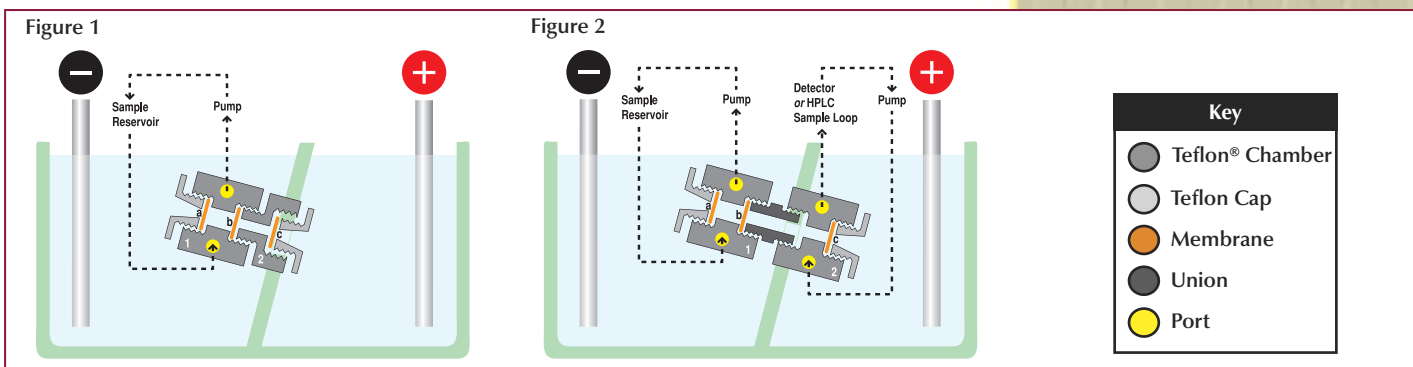 Figure 1
−
+
Sample
Reservoir
Pump
a
b
c
1
2
Figure 2
−
+
Sample
Reservoir
Pump
Detector
or HPLC
Sample Loop
Pump
a
b
c
1
2
Key
Teflon® Chamber
Teflon Cap
Membrane
Union
Port